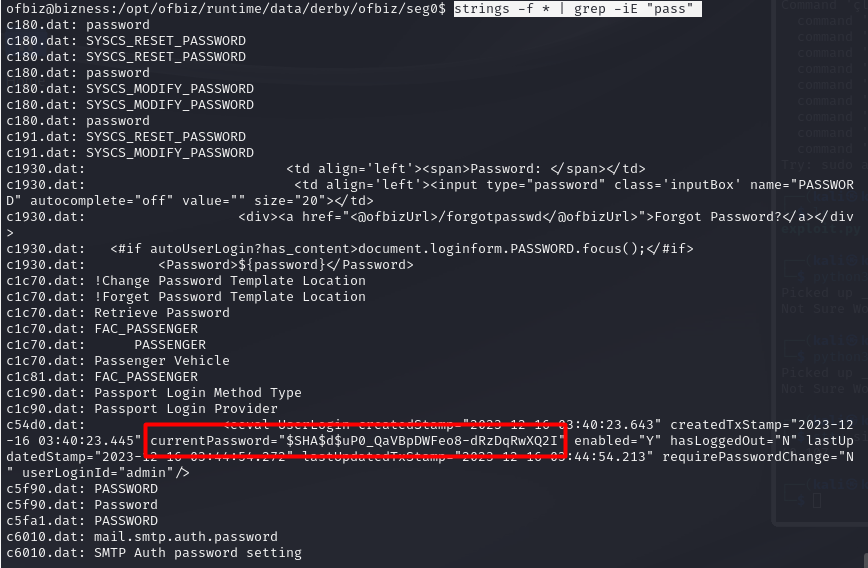 ofbiz@bizness:/opt/ofbiz/runtime/data/derby/ofbiz/seg0$ strings -f * | grep -iE "pass"
c180.dat: password
c180.dat: SYSCS_RESET_PASSWORD
c180.dat: SYSCS_RESET_PASSWORD
c180.dat: password
c180.dat: SYSCS_MODIFY_PASSWORD
c180.dat: SYSCS_MODIFY_PASSWORD
c180.dat: password
c191.dat: SYSCS_RESET_PASSWORD
c191.dat: SYSCS_MODIFY_PASSWORD
c1930.dat: <td align='left'><span>Password: </span></td>
c1930.dat: <td align='left'><input type="password" class='inputBox' name="PASSWOR
D" autocomplete="off" value="" size="20"></td>
c1930.dat: <div><a href="<@ofbizUrl>/forgotpasswd</@ofbizUrl>">Forgot Password?</a></div
>
c1930.dat: <#if autoUserLogin?has_content>document.loginform.PASSWORD.focus();</#if>
c1930.dat: <Password>${password}</Password>
c1c70.dat: !Change Password Template Location
c1c70.dat: !Forget Password Template Location
c1c70.dat: Retrieve Password
c1c70.dat: FAC_PASSENGER
c1c70.dat: PASSENGER
c1c70.dat: Passenger Vehicle
c1c81.dat: FAC_PASSENGER
c1c90.dat: Passport Login Method Type
c1c90.dat: Passport Login Provider
c54d0.dat: <eeval-UserLogin createdStamp="2023-12-16 03:40:23.643" createdTxStamp="2023-12
-16 03:40:23.445" currentPassword="$SHA$d$uP0_QaVBpDWFeo8-dRzDqRwXQ2I" enabled="Y" hasLoggedOut="N" lastUp
datedStamp="2023-12-16 03:44:54.272" lastUpdatedTxStamp="2023-12-16 03:44:54.213" requirePasswordChange="N
" userLoginId="admin"/>
c5f90.dat: PASSWORD
c5f90.dat: Password
c5fa1.dat: PASSWORD
c6010.dat: mail.smtp.auth.password
c6010.dat: SMTP Auth password setting